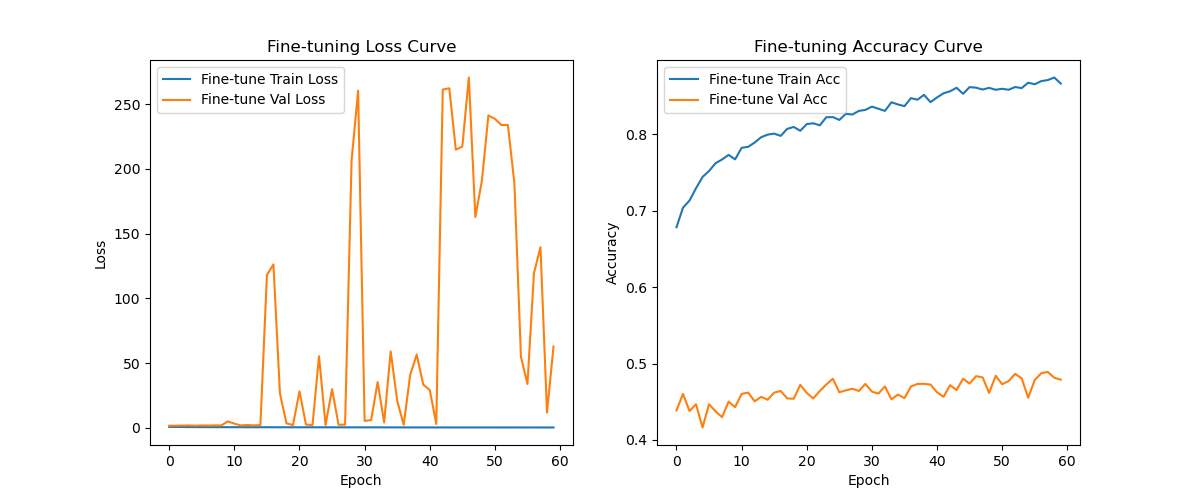 Fine-tuning Loss Curve
Fine-tune Train Loss
Fine-tune Val Loss
Loss
250
200
150
100
50
0
0 10 20 30 40 50 60
Epoch
Fine-tuning Accuracy Curve
Fine-tune Train Acc
Fine-tune Val Acc
Accuracy
0.8
0.7
0.6
0.5
0.4
0 10 20 30 40 50 60
Epoch